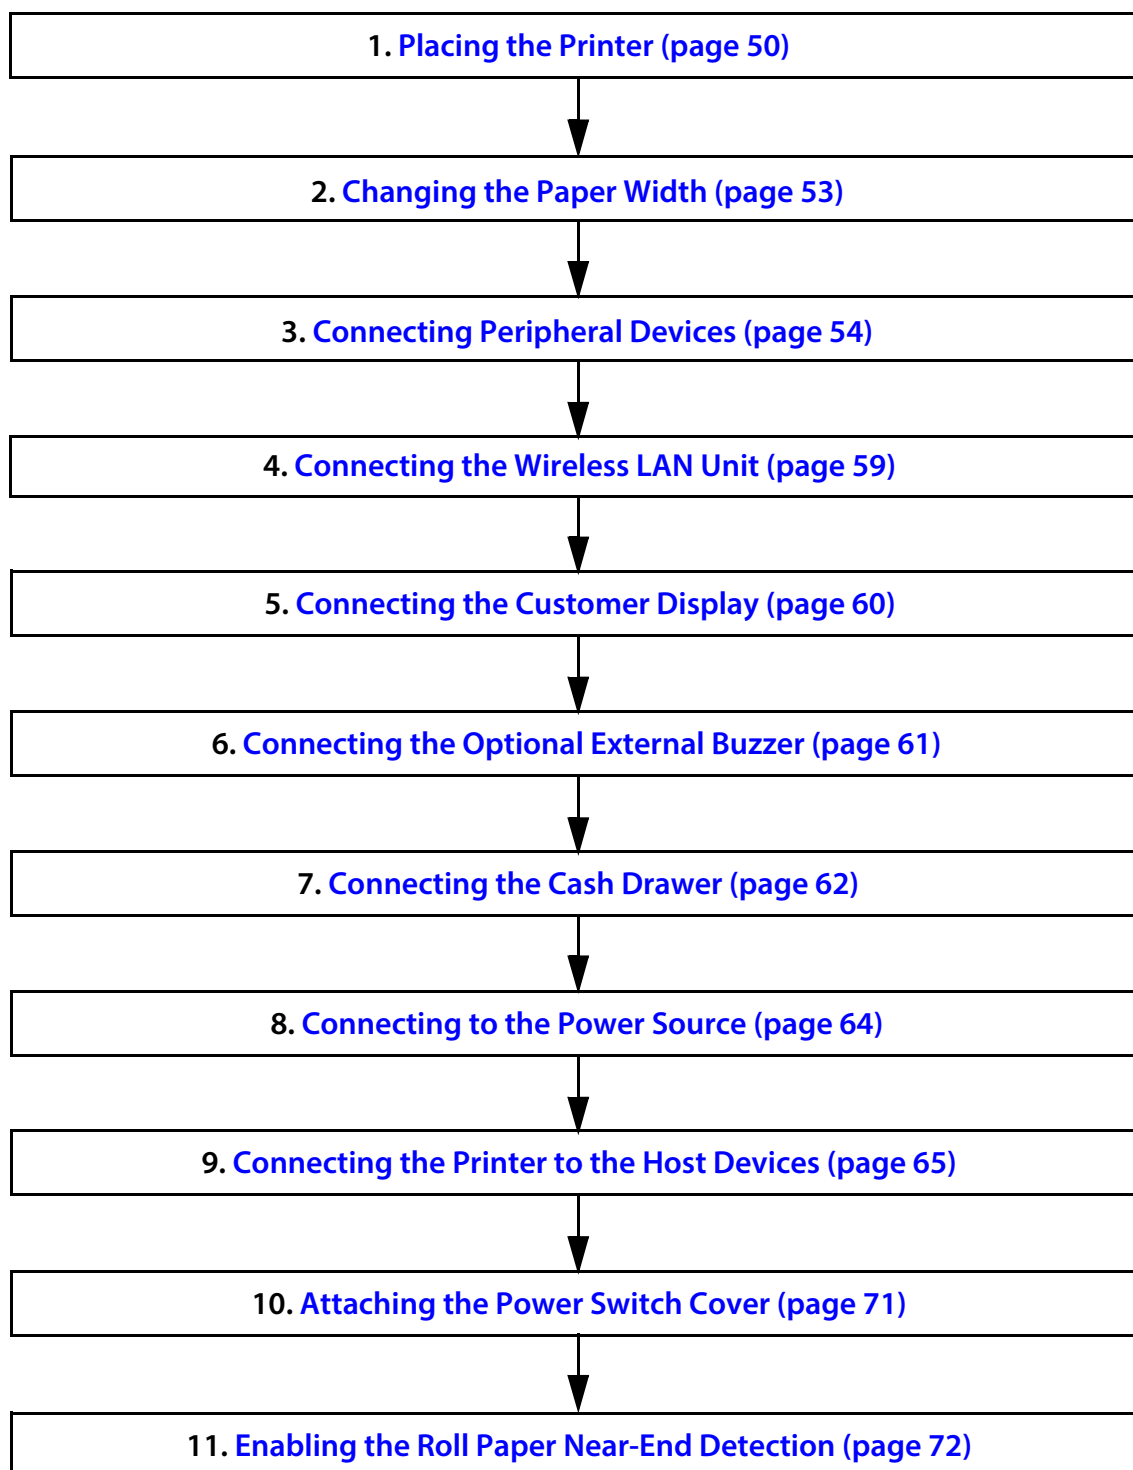 1. Placing the Printer (page 50)
2. Changing the Paper Width (page 53)
3. Connecting Peripheral Devices (page 54)
4. Connecting the Wireless LAN Unit (page 59)
5. Connecting the Customer Display (page 60)
6. Connecting the Optional External Buzzer (page 61)
7. Connecting the Cash Drawer (page 62)
8. Connecting to the Power Source (page 64)
9. Connecting the Printer to the Host Devices (page 65)
10. Attaching the Power Switch Cover (page 71)
11. Enabling the Roll Paper Near-End Detection (page 72)